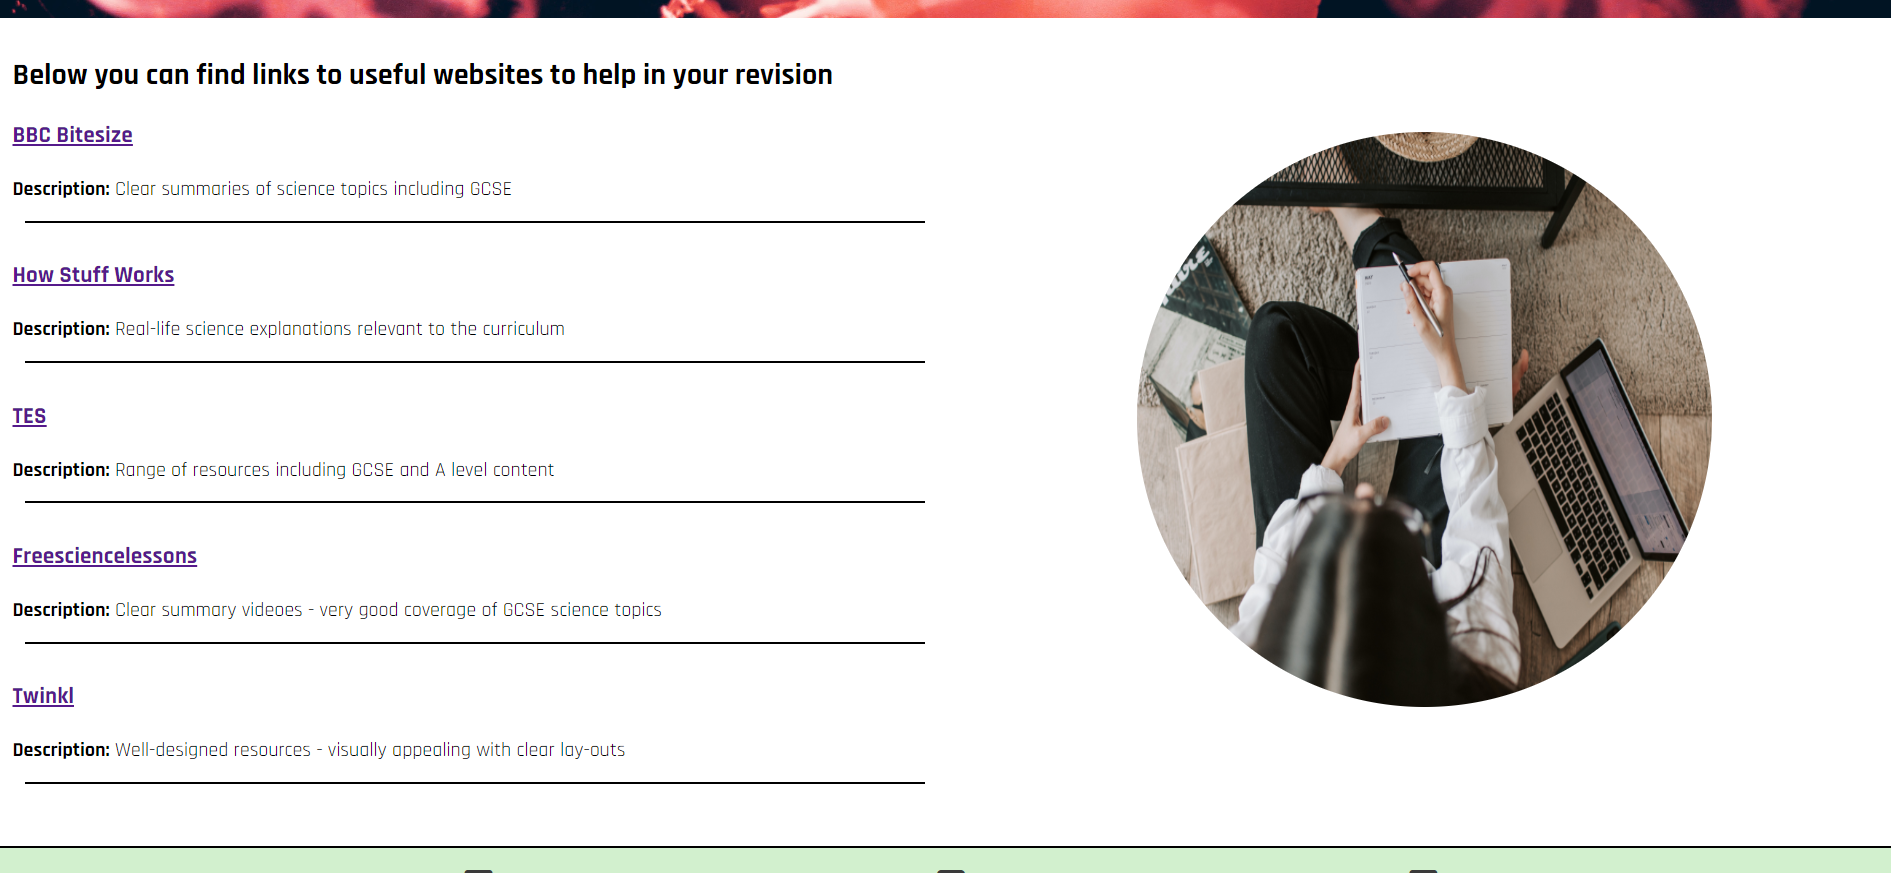 Below you can find links to useful websites to help in your revision
BBC Bitesize
Description: Clear summaries of science topics including GCSE
How Stuff Works
Description: Real-life science explanations relevant to the curriculum
TES
Description: Range of resources including GCSE and A level content
Freesciencelessons
Description: Clear summary videoes - very good coverage of GCSE science topics
Twinkl
Description: Well-designed resources - visually appealing with clear lay-outs